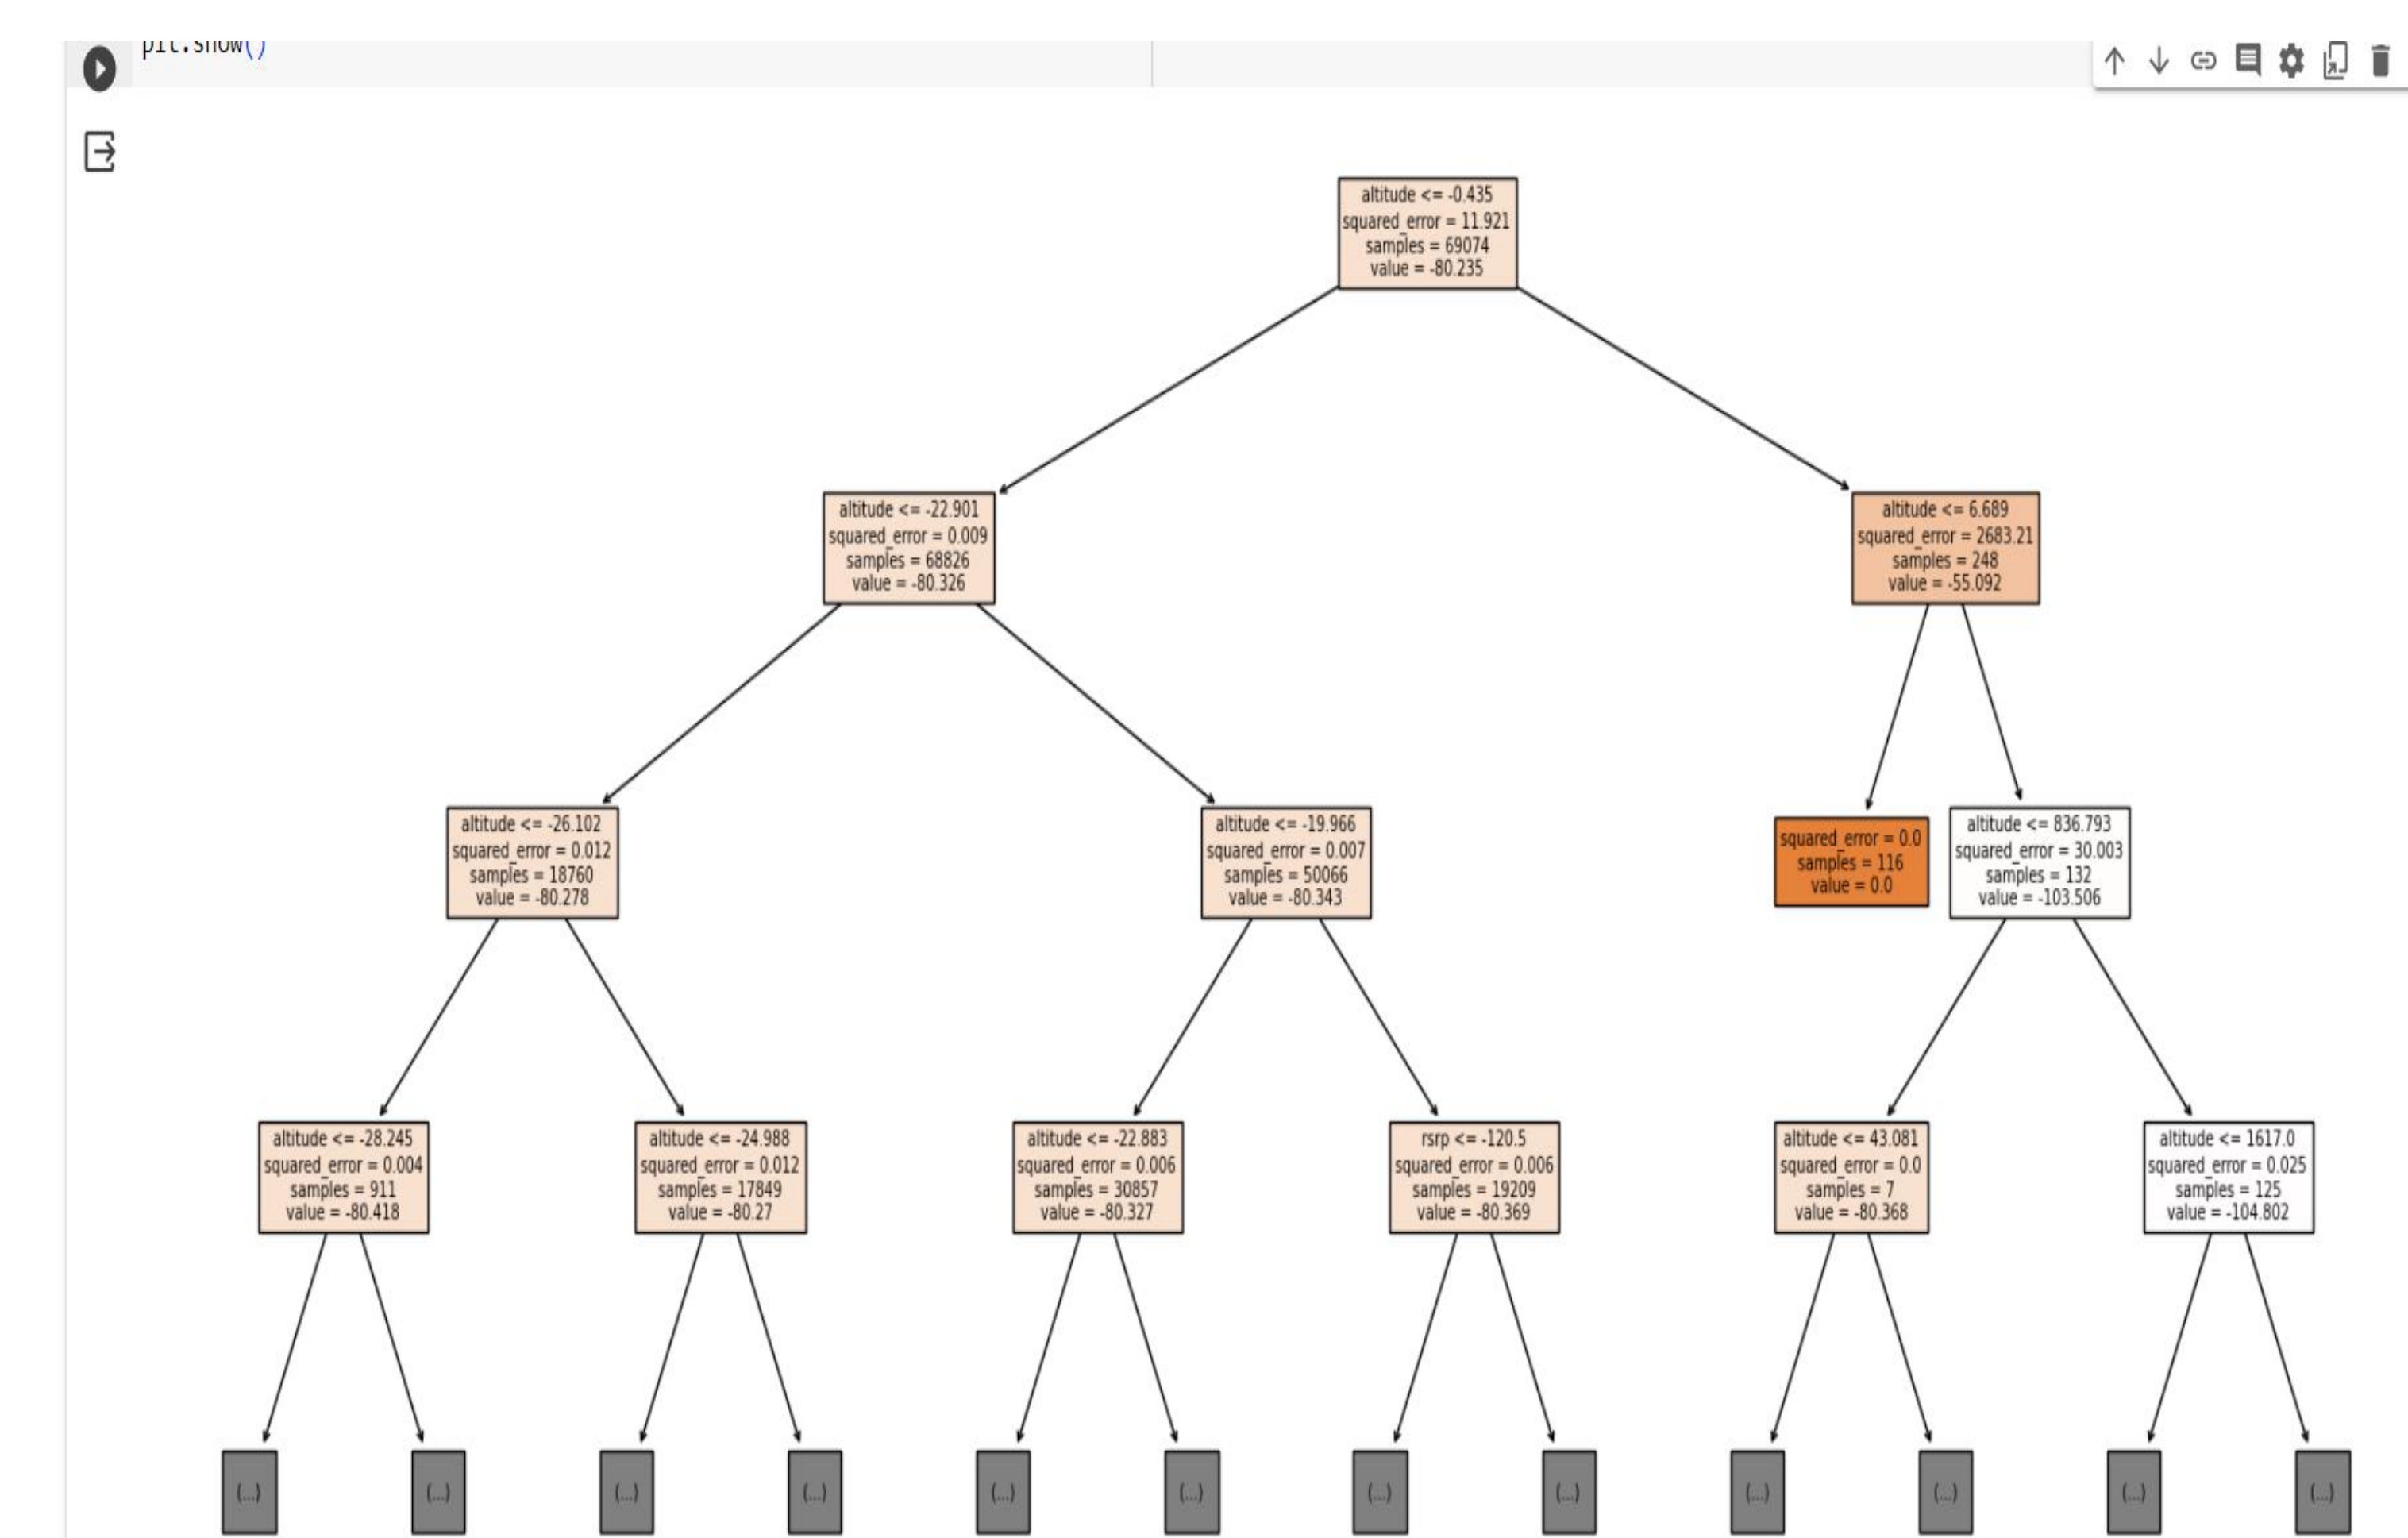 plt.show()
altitude <= -0.435
squared_error = 11.921
samples = 69074
value = -80.235
altitude <= -22.901
squared_error = 0.009
samples = 68826
value = -80.326
altitude <= 6.689
squared_error = 2683.21
samples = 248
value = -55.092
altitude <= -26.102
squared_error = 0.012
samples = 18760
value = -80.278
altitude <= -19.966
squared_error = 0.007
samples = 50066
value = -80.343
squared_error = 0.0
samples = 116
value = 0.0
altitude <= 836.793
squared_error = 30.003
samples = 132
value = -103.506
altitude <= -28.245
squared_error = 0.004
samples = 911
value = -80.418
altitude <= -24.988
squared_error = 0.012
samples = 17849
value = -80.27
altitude <= -22.883
squared_error = 0.006
samples = 30857
value = -80.327
rsrp <= -120.5
squared_error = 0.006
samples = 19209
value = -80.369
altitude <= 43.081
squared_error = 0.0
samples = 7
value = -80.368
altitude <= 1617.0
squared_error = 0.025
samples = 125
value = -104.802
(...)
(...)
(...)
(...)
(...)
(...)
(...)
(...)
(...)
(...)
(...)
(...)